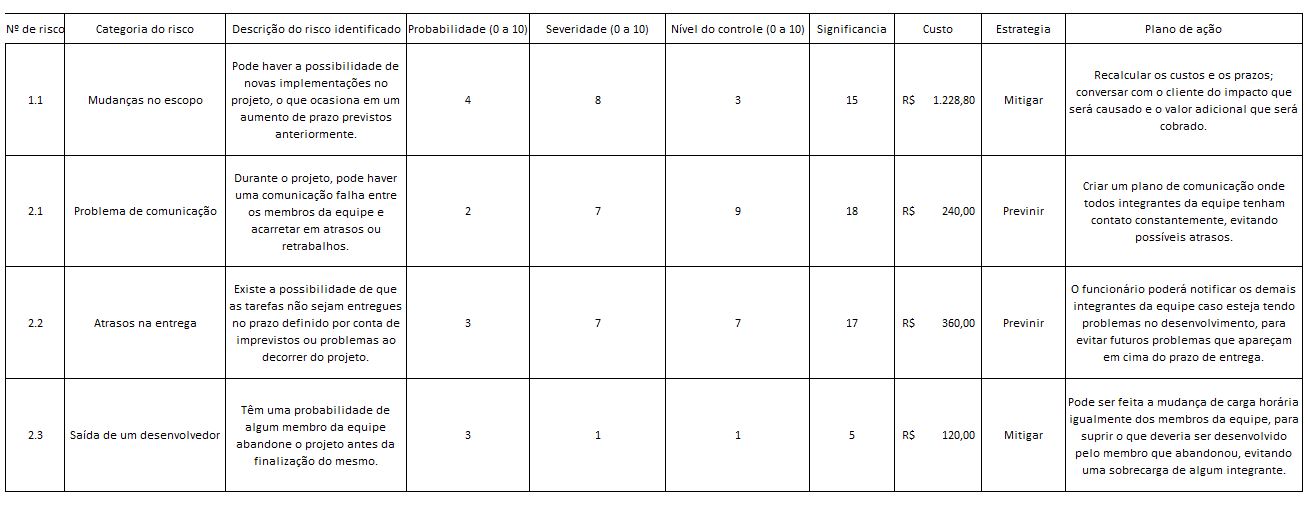 Nº de risco Categoria do risco Descrição do risco identificado Probabilidade (0 a 10) Severidade (0 a 10) Nível do controle (0 a 10) Significancia Custo Estrategia Plano de ação
1.1
Mudanças no escopo
Pode haver a possibilidade de
novas implementações no
projeto, o que ocasiona em um
aumento de prazo previstos
anteriormente.
4
8
3
15
R$ 1.228,80
Mitigar
Recalcular os custos e os prazos;
conversar com o cliente do impacto que
será causado e o valor adicional que será
cobrado.
2.1
Problema de comunicação
Durante o projeto, pode haver
uma comunicação falha entre
os membros da equipe e
acarretar em atrasos ou
retrabalhos.
2
7
9
18
R$ 240,00
Previnir
Criar um plano de comunicação onde
todos integrantes da equipe tenham
contato constantemente, evitando
possíveis atrasos.
2.2
Atrasos na entrega
Existe a possibilidade de que
as tarefas não sejam entregues
no prazo definido por conta de
imprevistos ou problemas ao
decorrer do projeto.
3
7
7
17
R$ 360,00
Previnir
O funcionário poderá notificar os demais
integrantes da equipe caso esteja tendo
problemas no desenvolvimento, para
evitar futuros problemas que apareçam
em cima do prazo de entrega.
2.3
Saída de um desenvolvedor
Têm uma probabilidade de
algum membro da equipe
abandone o projeto antes da
finalização do mesmo.
3
1
1
5
R$ 120,00
Mitigar
Pode ser feita a mudança de carga horária
igualmente dos membros da equipe, para
suprir o que deveria ser desenvolvido
pelo membro que abandonou, evitando
uma sobrecarga de algum integrante.